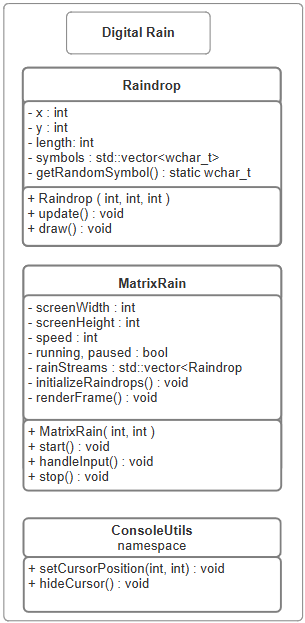 Digital Rain
Raindrop
- x : int
- y : int
- length: int
- symbols : std::vector<wchar_t>
- getRandomSymbol() : static wchar_t
+ Raindrop ( int, int, int )
+ update() : void
+ draw() : void
MatrixRain
- screenWidth : int
- screenHeight : int
- speed : int
- running, paused : bool
- rainStreams : std::vector<Raindrop
- initializeRaindrops() : void
- renderFrame() : void
+ MatrixRain( int, int )
+ start() : void
+ handleInput() : void
+ stop() : void
ConsoleUtils
namespace
+ setCursorPosition(int, int) : void
+ hideCursor() : void